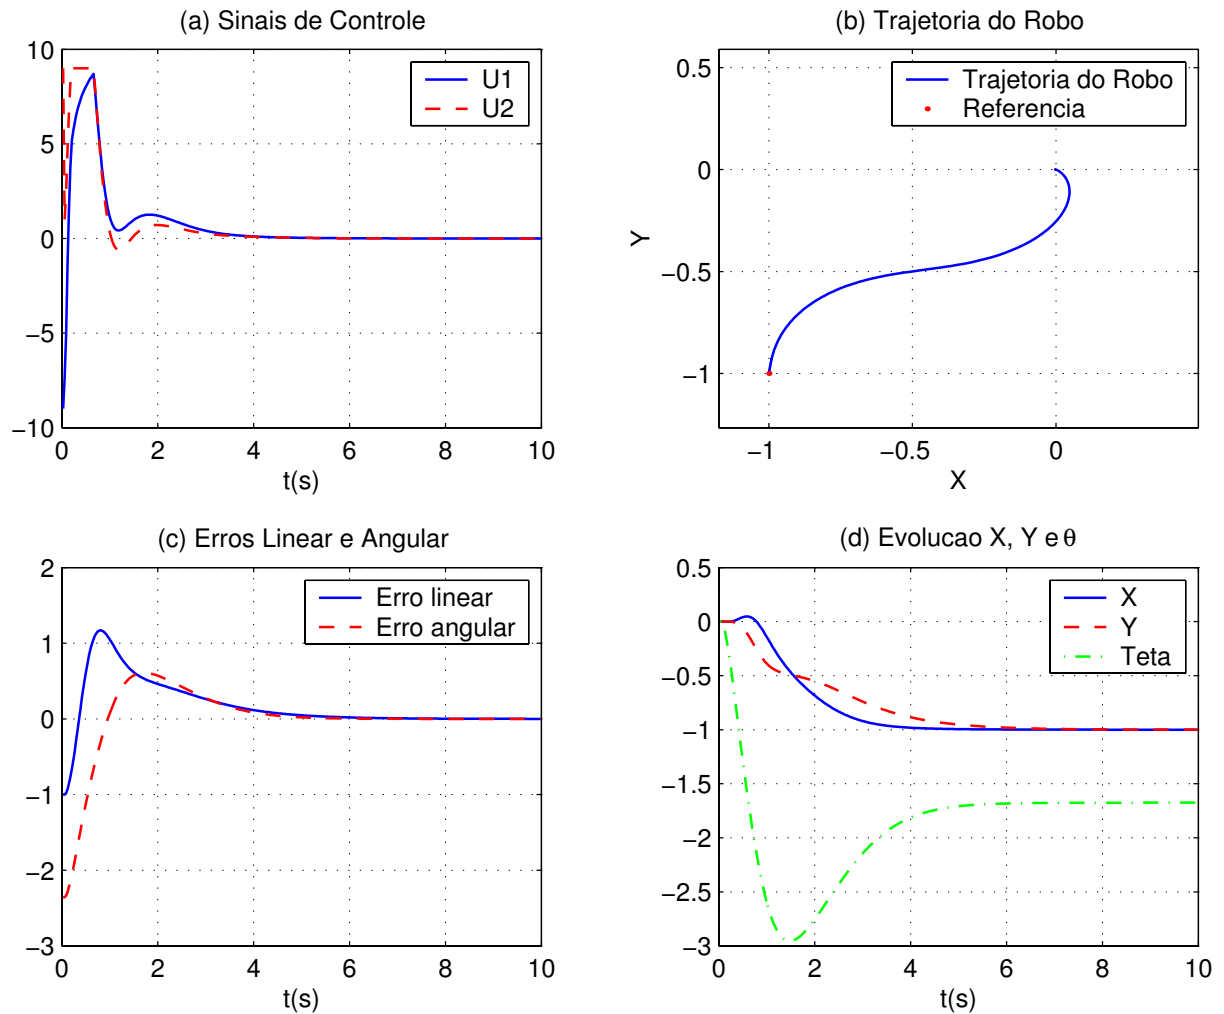 (a) Sinais de Controle
10
5
0
−5
−10
0 2 4 6 8 10
t(s)
U1
U2
(b) Trajetoria do Robo
0.5
0
−0.5
−1
−1 −0.5 0
X
Y
Trajetoria do Robo
Referencia
(c) Erros Linear e Angular
2
1
0
−1
−2
−3
0 2 4 6 8 10
t(s)
Erro linear
Erro angular
(d) Evolucao X, Y e θ
0.5
0
−0.5
−1
−1.5
−2
−2.5
−3
0 2 4 6 8 10
t(s)
X
Y
Teta